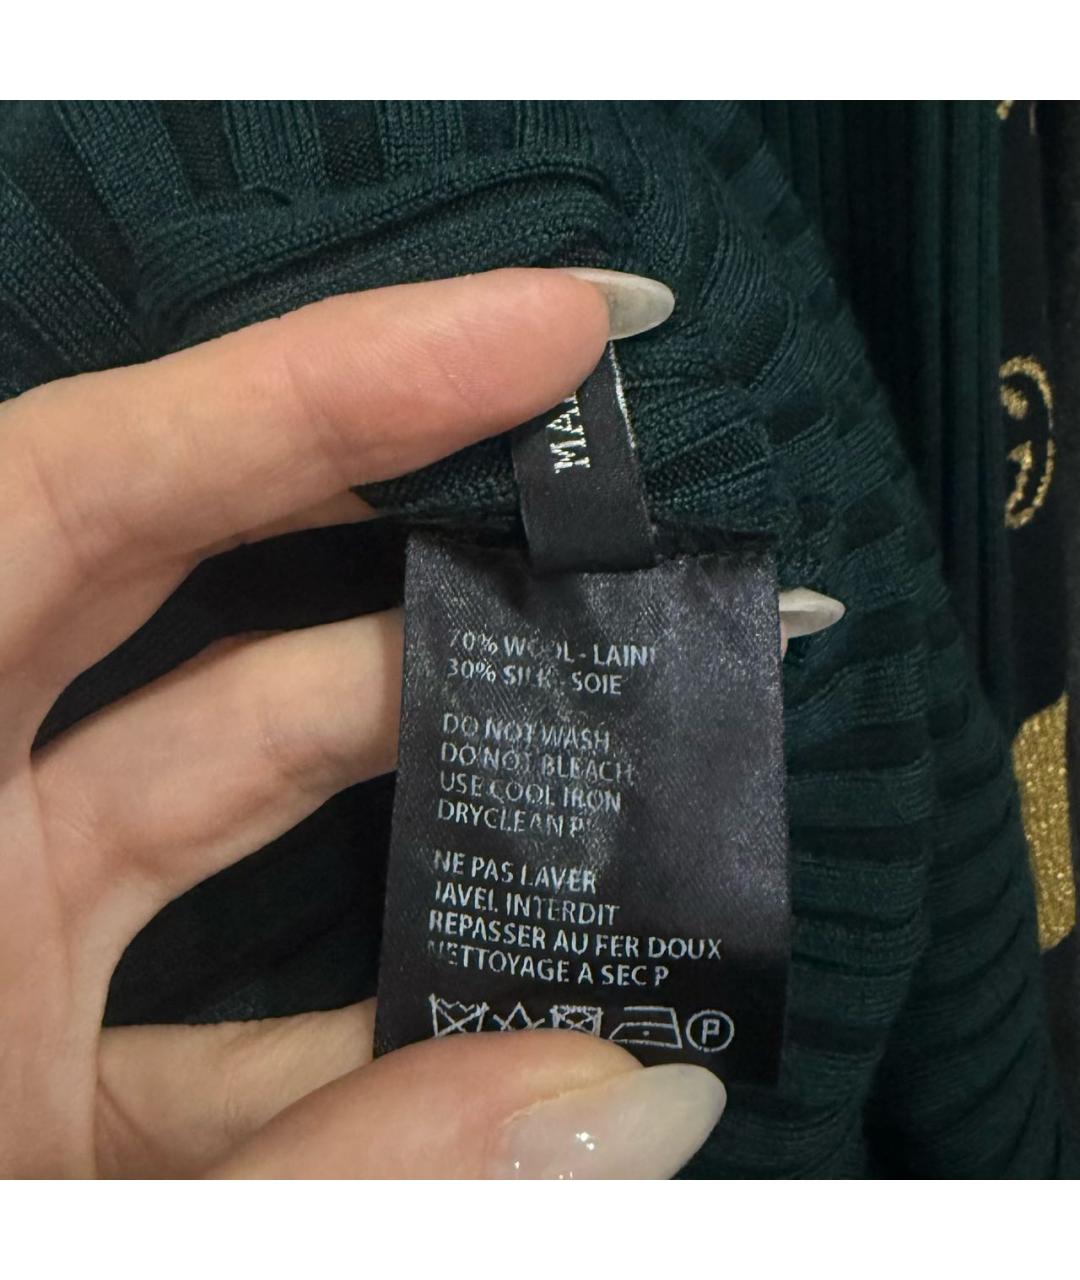 70% WOOL - LAINE
30% SILK - SOIE
DO NOT WASH
DO NOT BLEACH
USE COOL IRON
DRYCLEAN P
NE PAS LAVER
JAVEL INTERDIT
REPASSER AU FER DOUX
NETTOYAGE A SEC P
P